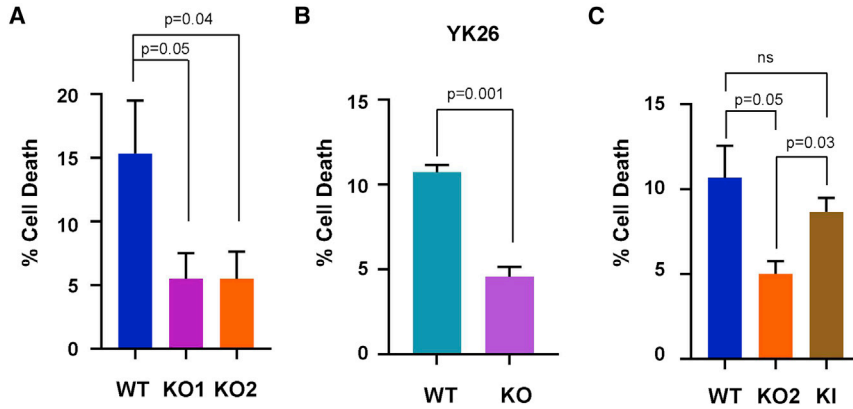 A
p=0.04
p=0.05
% Cell Death
20
15
10
5
0
WT KO1 KO2
B
YK26
p=0.001
% Cell Death
15
10
5
0
WT KO
C
ns
p=0.05
p=0.03
% Cell Death
15
10
5
0
WT KO2 KI